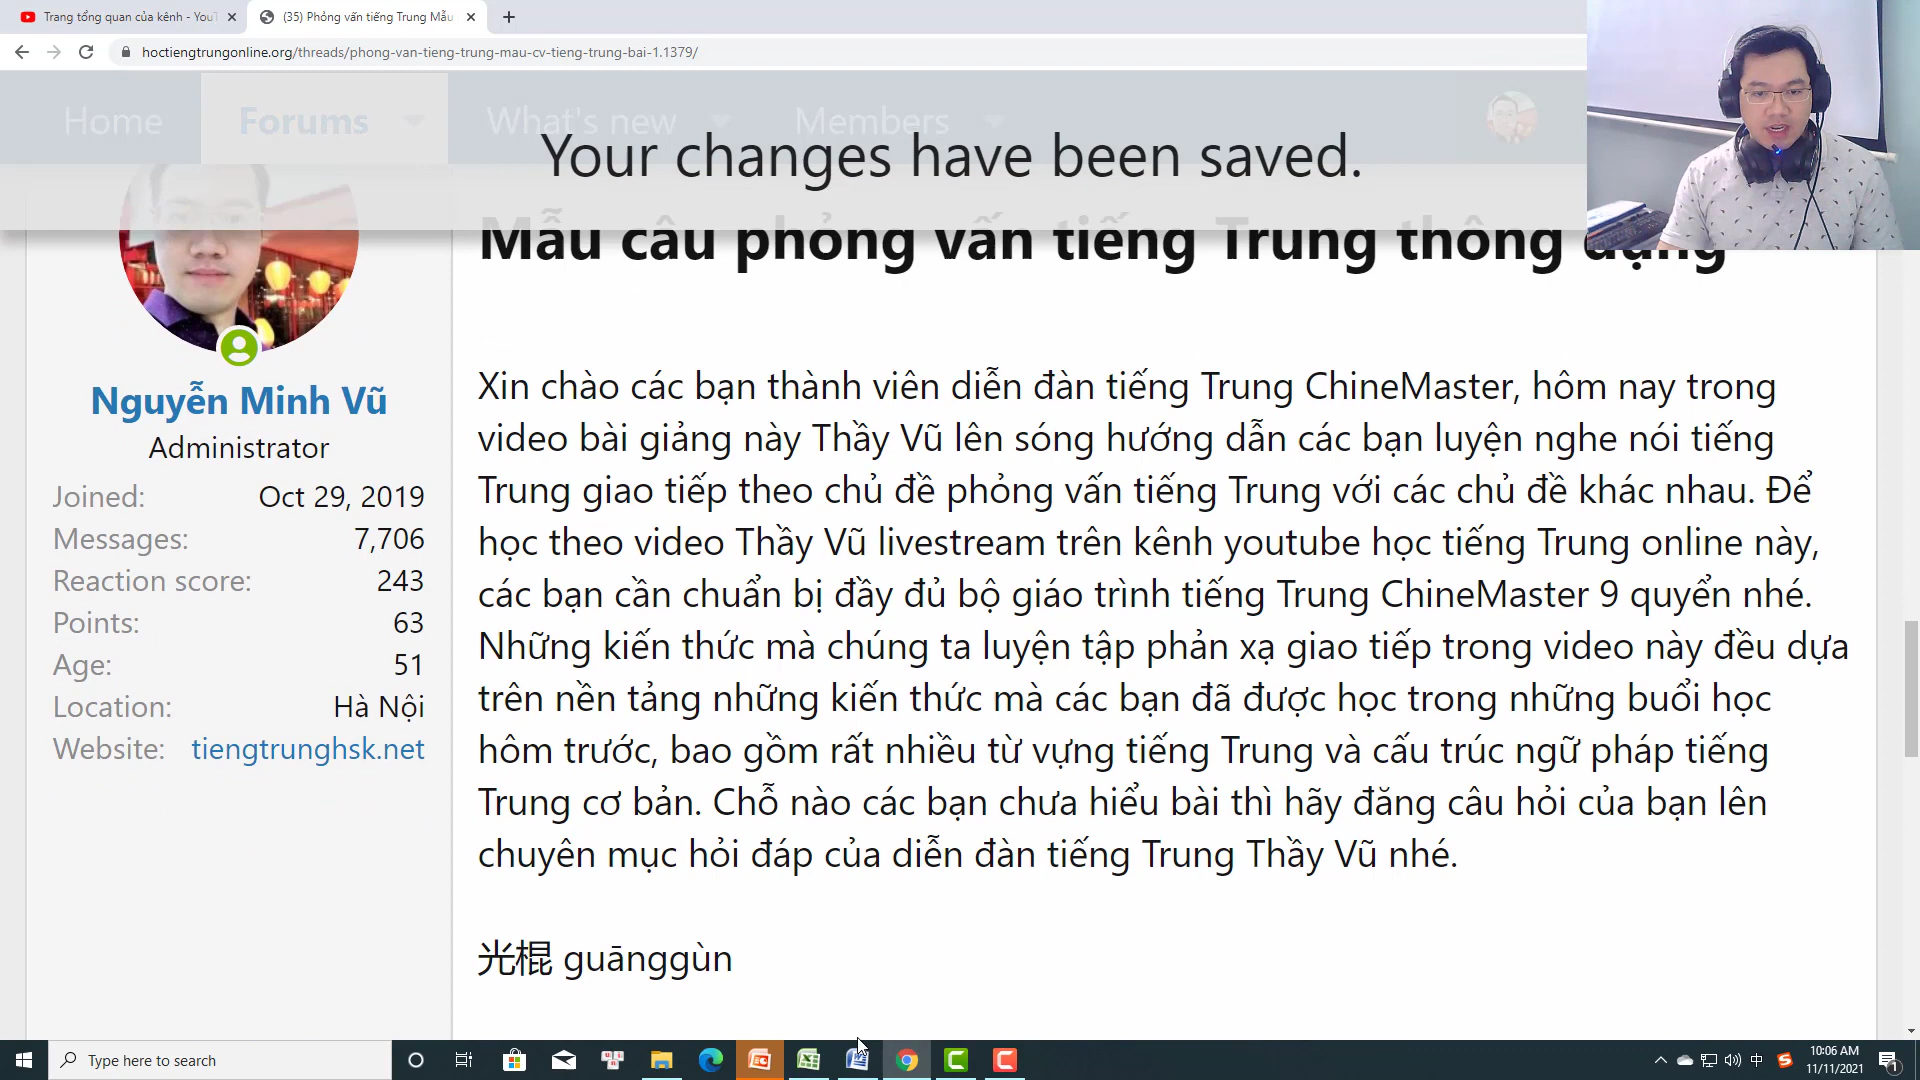 Trang tổng quan của kênh - YouT
(35) Phỏng vấn tiếng Trung Mẫu
hoctiengtrungonline.org/threads/phong-van-tieng-trung-mau-cv-tieng-trung-bai-1.1379/
Home
Forums
What's new
Members
Your changes have been saved.
Mẫu câu phỏng vấn tiếng Trung thông dụng
Nguyễn Minh Vũ
Administrator
Joined: Oct 29, 2019
Messages: 7,706
Reaction score: 243
Points: 63
Age: 51
Location: Hà Nội
Website: tiengtrunghsk.net
Xin chào các bạn thành viên diễn đàn tiếng Trung ChineMaster, hôm nay trong
video bài giảng này Thầy Vũ lên sóng hướng dẫn các bạn luyện nghe nói tiếng
Trung giao tiếp theo chủ đề phỏng vấn tiếng Trung với các chủ đề khác nhau. Để
học theo video Thầy Vũ livestream trên kênh youtube học tiếng Trung online này,
các bạn cần chuẩn bị đầy đủ bộ giáo trình tiếng Trung ChineMaster 9 quyển nhé.
Những kiến thức mà chúng ta luyện tập phản xạ giao tiếp trong video này đều dựa
trên nền tảng những kiến thức mà các bạn đã được học trong những buổi học
hôm trước, bao gồm rất nhiều từ vựng tiếng Trung và cấu trúc ngữ pháp tiếng
Trung cơ bản. Chỗ nào các bạn chưa hiểu bài thì hãy đăng câu hỏi của bạn lên
chuyên mục hỏi đáp của diễn đàn tiếng Trung Thầy Vũ nhé.
光棍 guānggùn
Type here to search
中
10:06 AM
11/11/2021
1